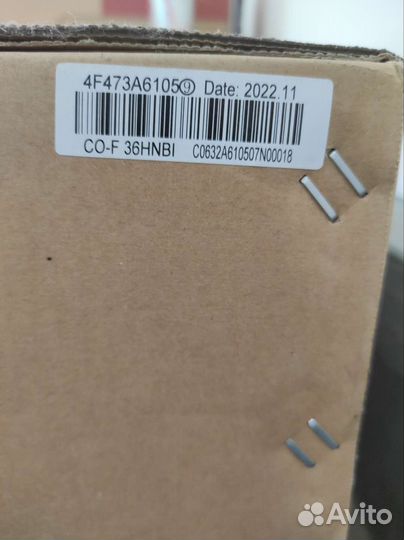 4F473A6105⑨ Date: 2022.11
CO-F 36HNBI C0632A610507N00018
Avito